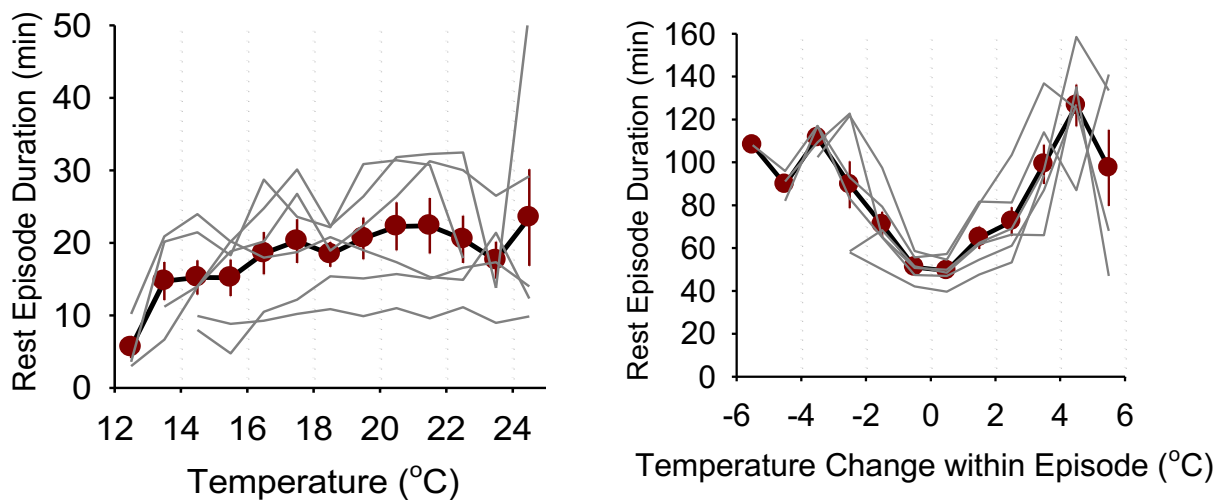 Rest Episode Duration (min)
50
40
30
20
10
0
12 14 16 18 20 22 24
Temperature (°C)
Rest Episode Duration (min)
160
140
120
100
80
60
40
20
0
-6 -4 -2 0 2 4 6
Temperature Change within Episode (°C)